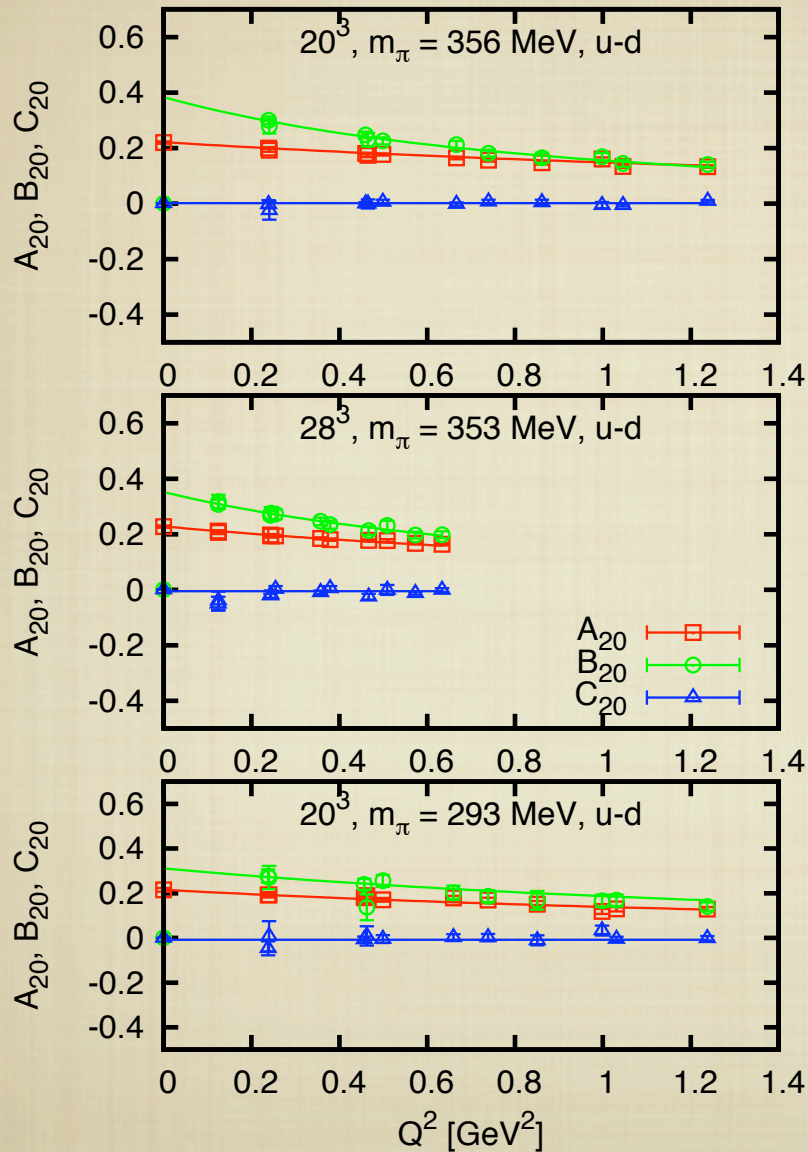 20³, mπ = 356 MeV, u-d
A₂₀, B₂₀, C₂₀
0.6
0.4
0.2
0
-0.2
-0.4
0 0.2 0.4 0.6 0.8 1 1.2 1.4
28³, mπ = 353 MeV, u-d
A₂₀, B₂₀, C₂₀
0.6
0.4
0.2
0
-0.2
-0.4
A₂₀
B₂₀
C₂₀
0 0.2 0.4 0.6 0.8 1 1.2 1.4
20³, mπ = 293 MeV, u-d
A₂₀, B₂₀, C₂₀
0.6
0.4
0.2
0
-0.2
-0.4
0 0.2 0.4 0.6 0.8 1 1.2 1.4
Q² [GeV²]